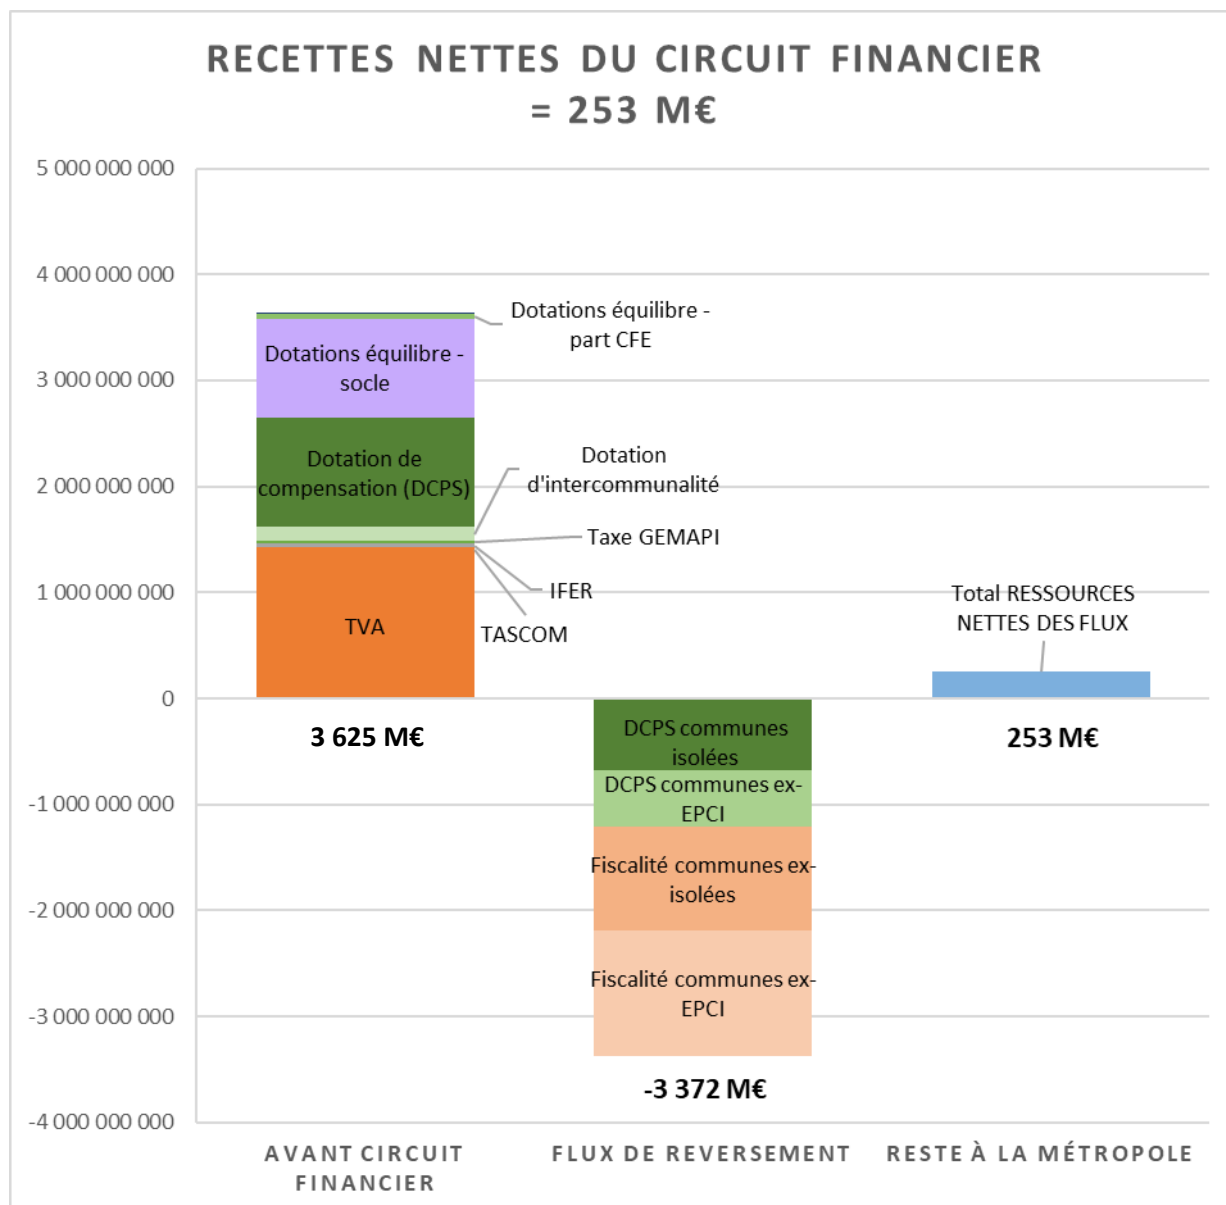 RECETTES NETTES DU CIRCUIT FINANCIER
= 253 M€
5 000 000 000
4 000 000 000
3 000 000 000
2 000 000 000
1 000 000 000
0
-1 000 000 000
-2 000 000 000
-3 000 000 000
-4 000 000 000
Dotations équilibre -
part CFE
Dotations équilibre -
socle
Dotation de
compensation (DCPS)
Dotation
d'intercommunalité
Taxe GEMAPI
IFER
TASCOM
TVA
3 625 M€
DCPS communes
isolées
DCPS communes ex-
EPCI
Fiscalité communes ex-
isolées
Fiscalité communes ex-
EPCI
-3 372 M€
Total RESSOURCES
NETTES DES FLUX
253 M€
AVANT CIRCUIT
FINANCIER
FLUX DE REVERSEMENT
RESTE À LA MÉTROPOLE